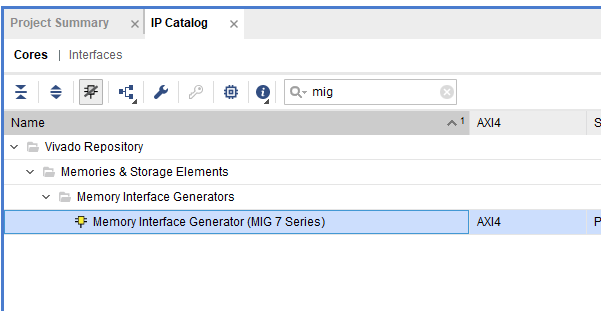 Project Summary × IP Catalog ×
Cores | Interfaces
mig
Name 1 AXI4 S
Vivado Repository
Memories & Storage Elements
Memory Interface Generators
Memory Interface Generator (MIG 7 Series) AXI4 P